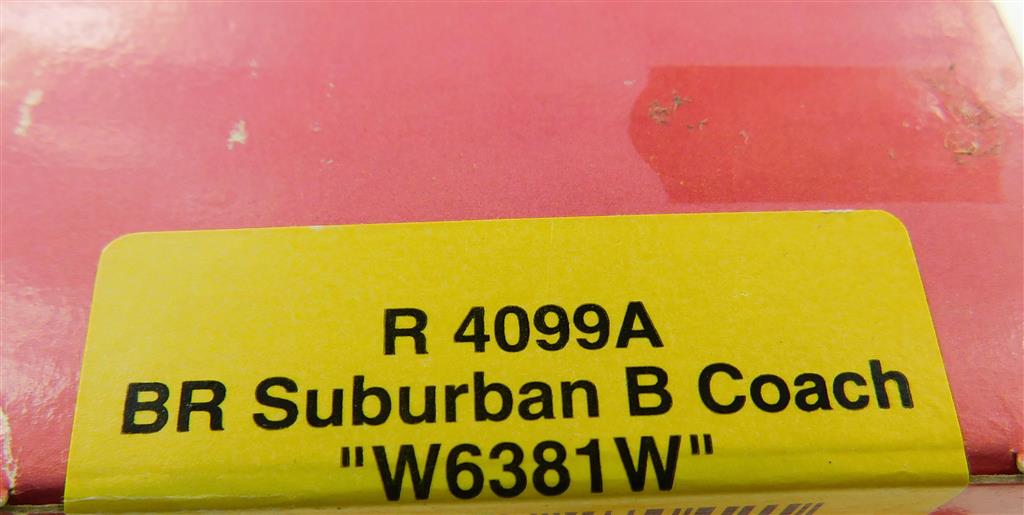 R 4099A
BR Suburban B Coach
"W6381W"